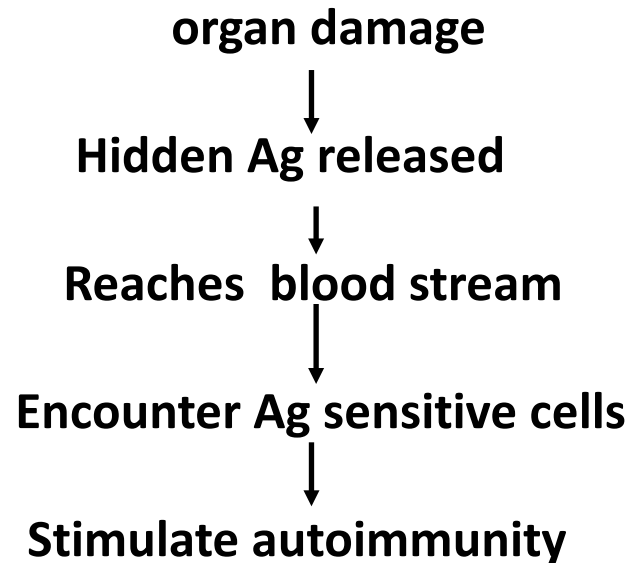 organ damage
Hidden Ag released
Reaches blood stream
Encounter Ag sensitive cells
Stimulate autoimmunity